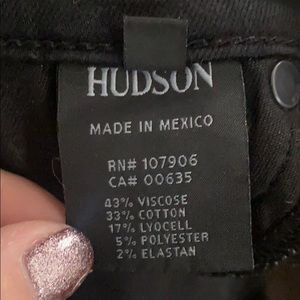 HUDSON
MADE IN MEXICO
RN# 107906
CA# 00635
43% VISCOSE
33% COTTON
17% LYOCELL
5% POLYESTER
2% ELASTAN